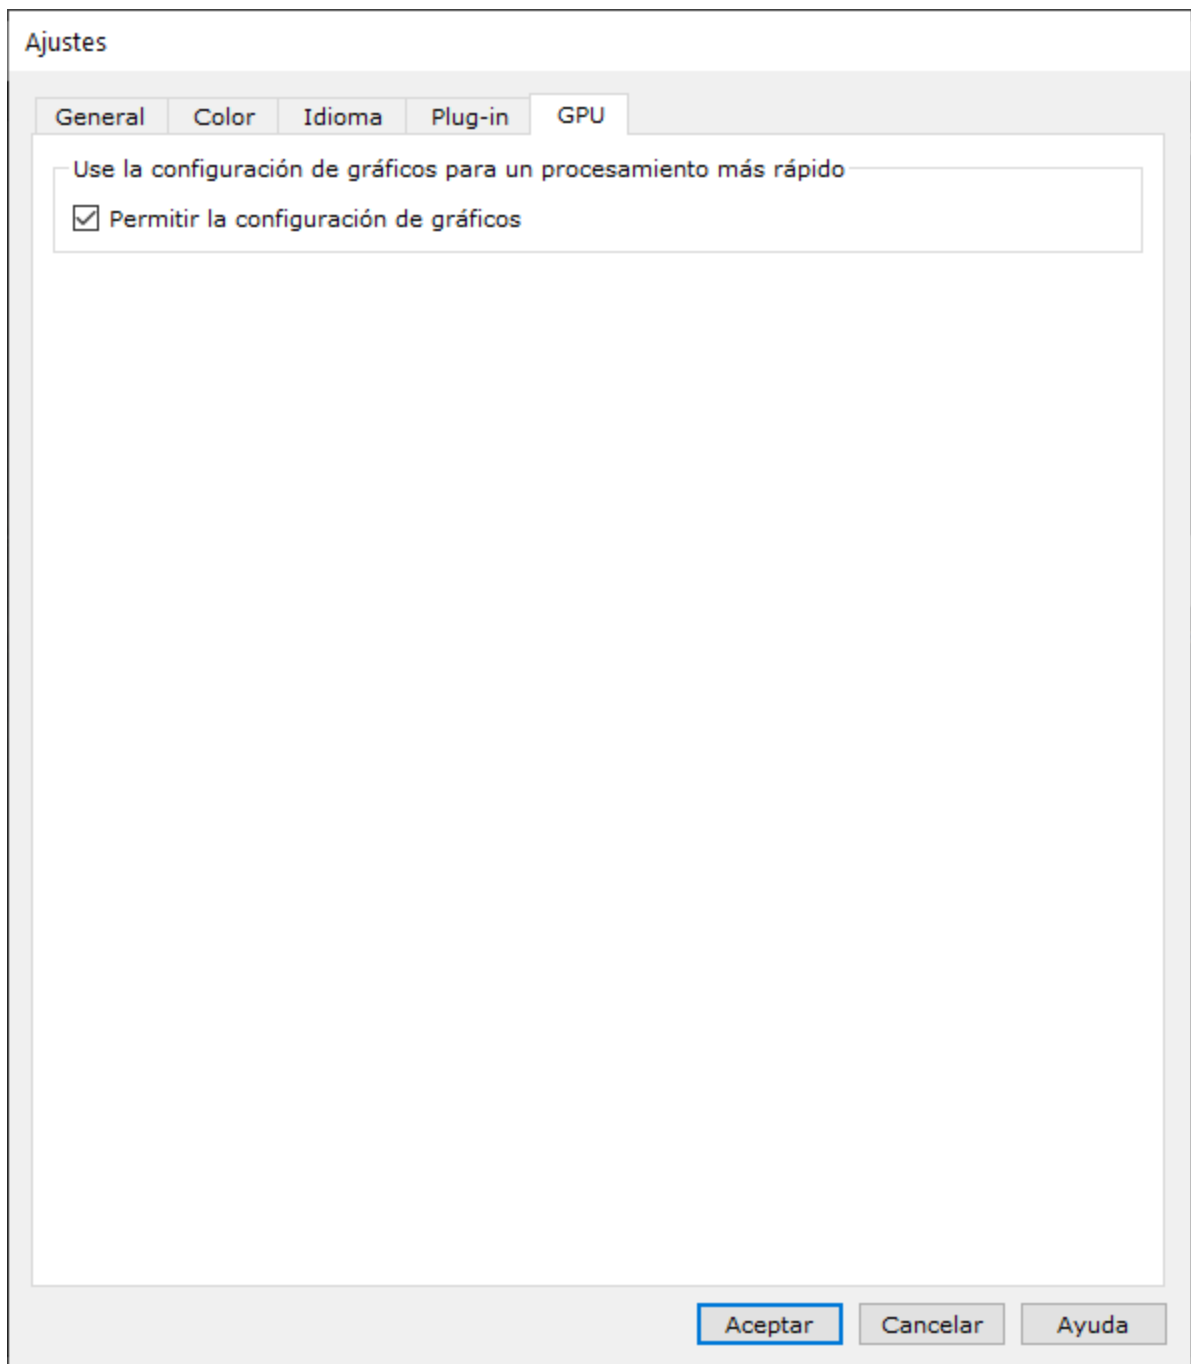 Ajustes
General Color Idioma Plug-in GPU
Use la configuración de gráficos para un procesamiento más rápido
Permitir la configuración de gráficos
Aceptar Cancelar Ayuda